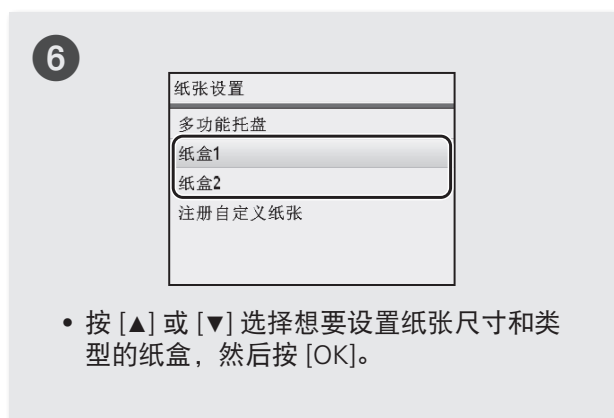 6
纸张设置
多功能托盘
纸盒1
纸盒2
注册自定义纸张
• 按 [▲] 或 [▼] 选择想要设置纸张尺寸和类
型的纸盒，然后按 [OK]。